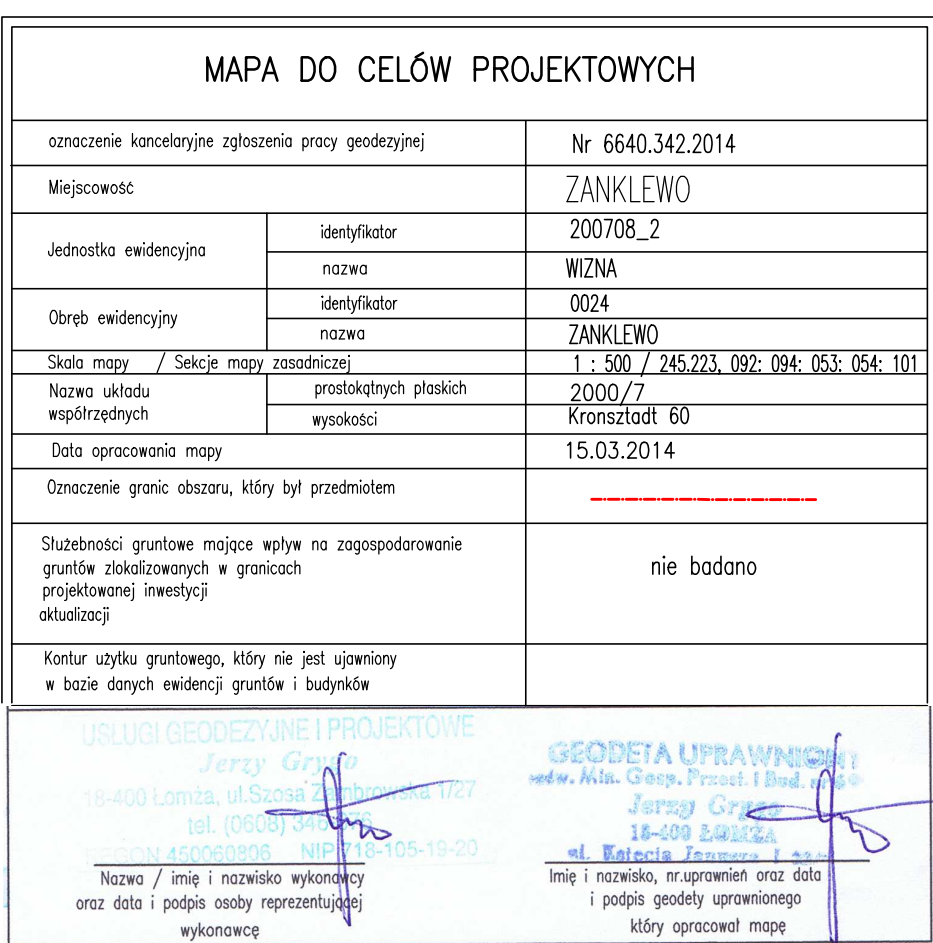 MAPA DO CELÓW PROJEKTOWYCH
oznaczenie kancelaryjne zgłoszenia pracy geodezyjnej
Nr 6640.342.2014
Miejscowość
ZANKLEWO
Jednostka ewidencyjna
identyfikator
200708_2
nazwa
WIZNA
Obręb ewidencyjny
identyfikator
0024
nazwa
ZANKLEWO
Skala mapy / Sekcje mapy zasadniczej
1 : 500 / 245.223, 092: 094: 053: 054: 101
Nazwa układu
współrzędnych
prostokątnych płaskich
2000/7
wysokości
Kronsztadt 60
Data opracowania mapy
15.03.2014
Oznaczenie granic obszaru, który był przedmiotem
Służebności gruntowe mające wpływ na zagospodarowanie
gruntów zlokalizowanych w granicach
projektowanej inwestycji
aktualizacji
nie badano
Kontur użytku gruntowego, który nie jest ujawniony
w bazie danych ewidencji gruntów i budynków
USŁUGI GEODEZYJNE I PROJEKTOWE
Jerzy Grygo
18-400 Łomża, ul.Szosa Zambrowska 1/27
tel. (0608)
REGON 450060806 NIP 718-105-19-20
Nazwa / imię i nazwisko wykonawcy
oraz data i podpis osoby reprezentującej
wykonawcę
GEODETA UPRAWNIONY
Min. Gosp. Przest. i Bud.
Jerzy Grygo
18-400 ŁOMŻA
ul. Księcia Janusza I
Imię i nazwisko, nr.uprawnień oraz data
i podpis geodety uprawnionego
który opracował mapę